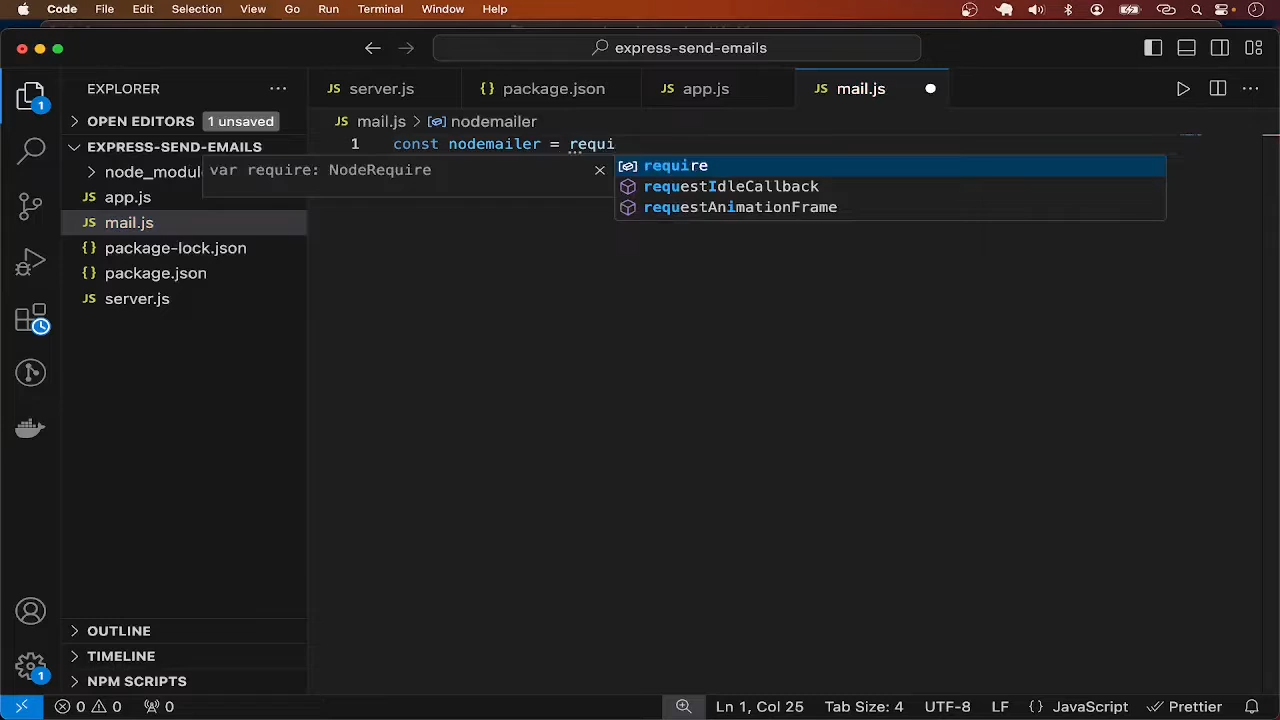 Code File Edit Selection View Go Run Terminal Window Help
express-send-emails
EXPLORER
JS server.js {} package.json JS app.js JS mail.js
OPEN EDITORS 1 unsaved
JS mail.js > nodemailer
EXPRESS-SEND-EMAILS
1 const nodemailer = requi
node_modul
var require: NodeRequire
require
requestIdleCallback
requestAnimationFrame
JS app.js
JS mail.js
{} package-lock.json
{} package.json
JS server.js
1
OUTLINE
TIMELINE
NPM SCRIPTS
1
0 0 0 Ln 1, Col 25 Tab Size: 4 UTF-8 LF {} JavaScript Prettier